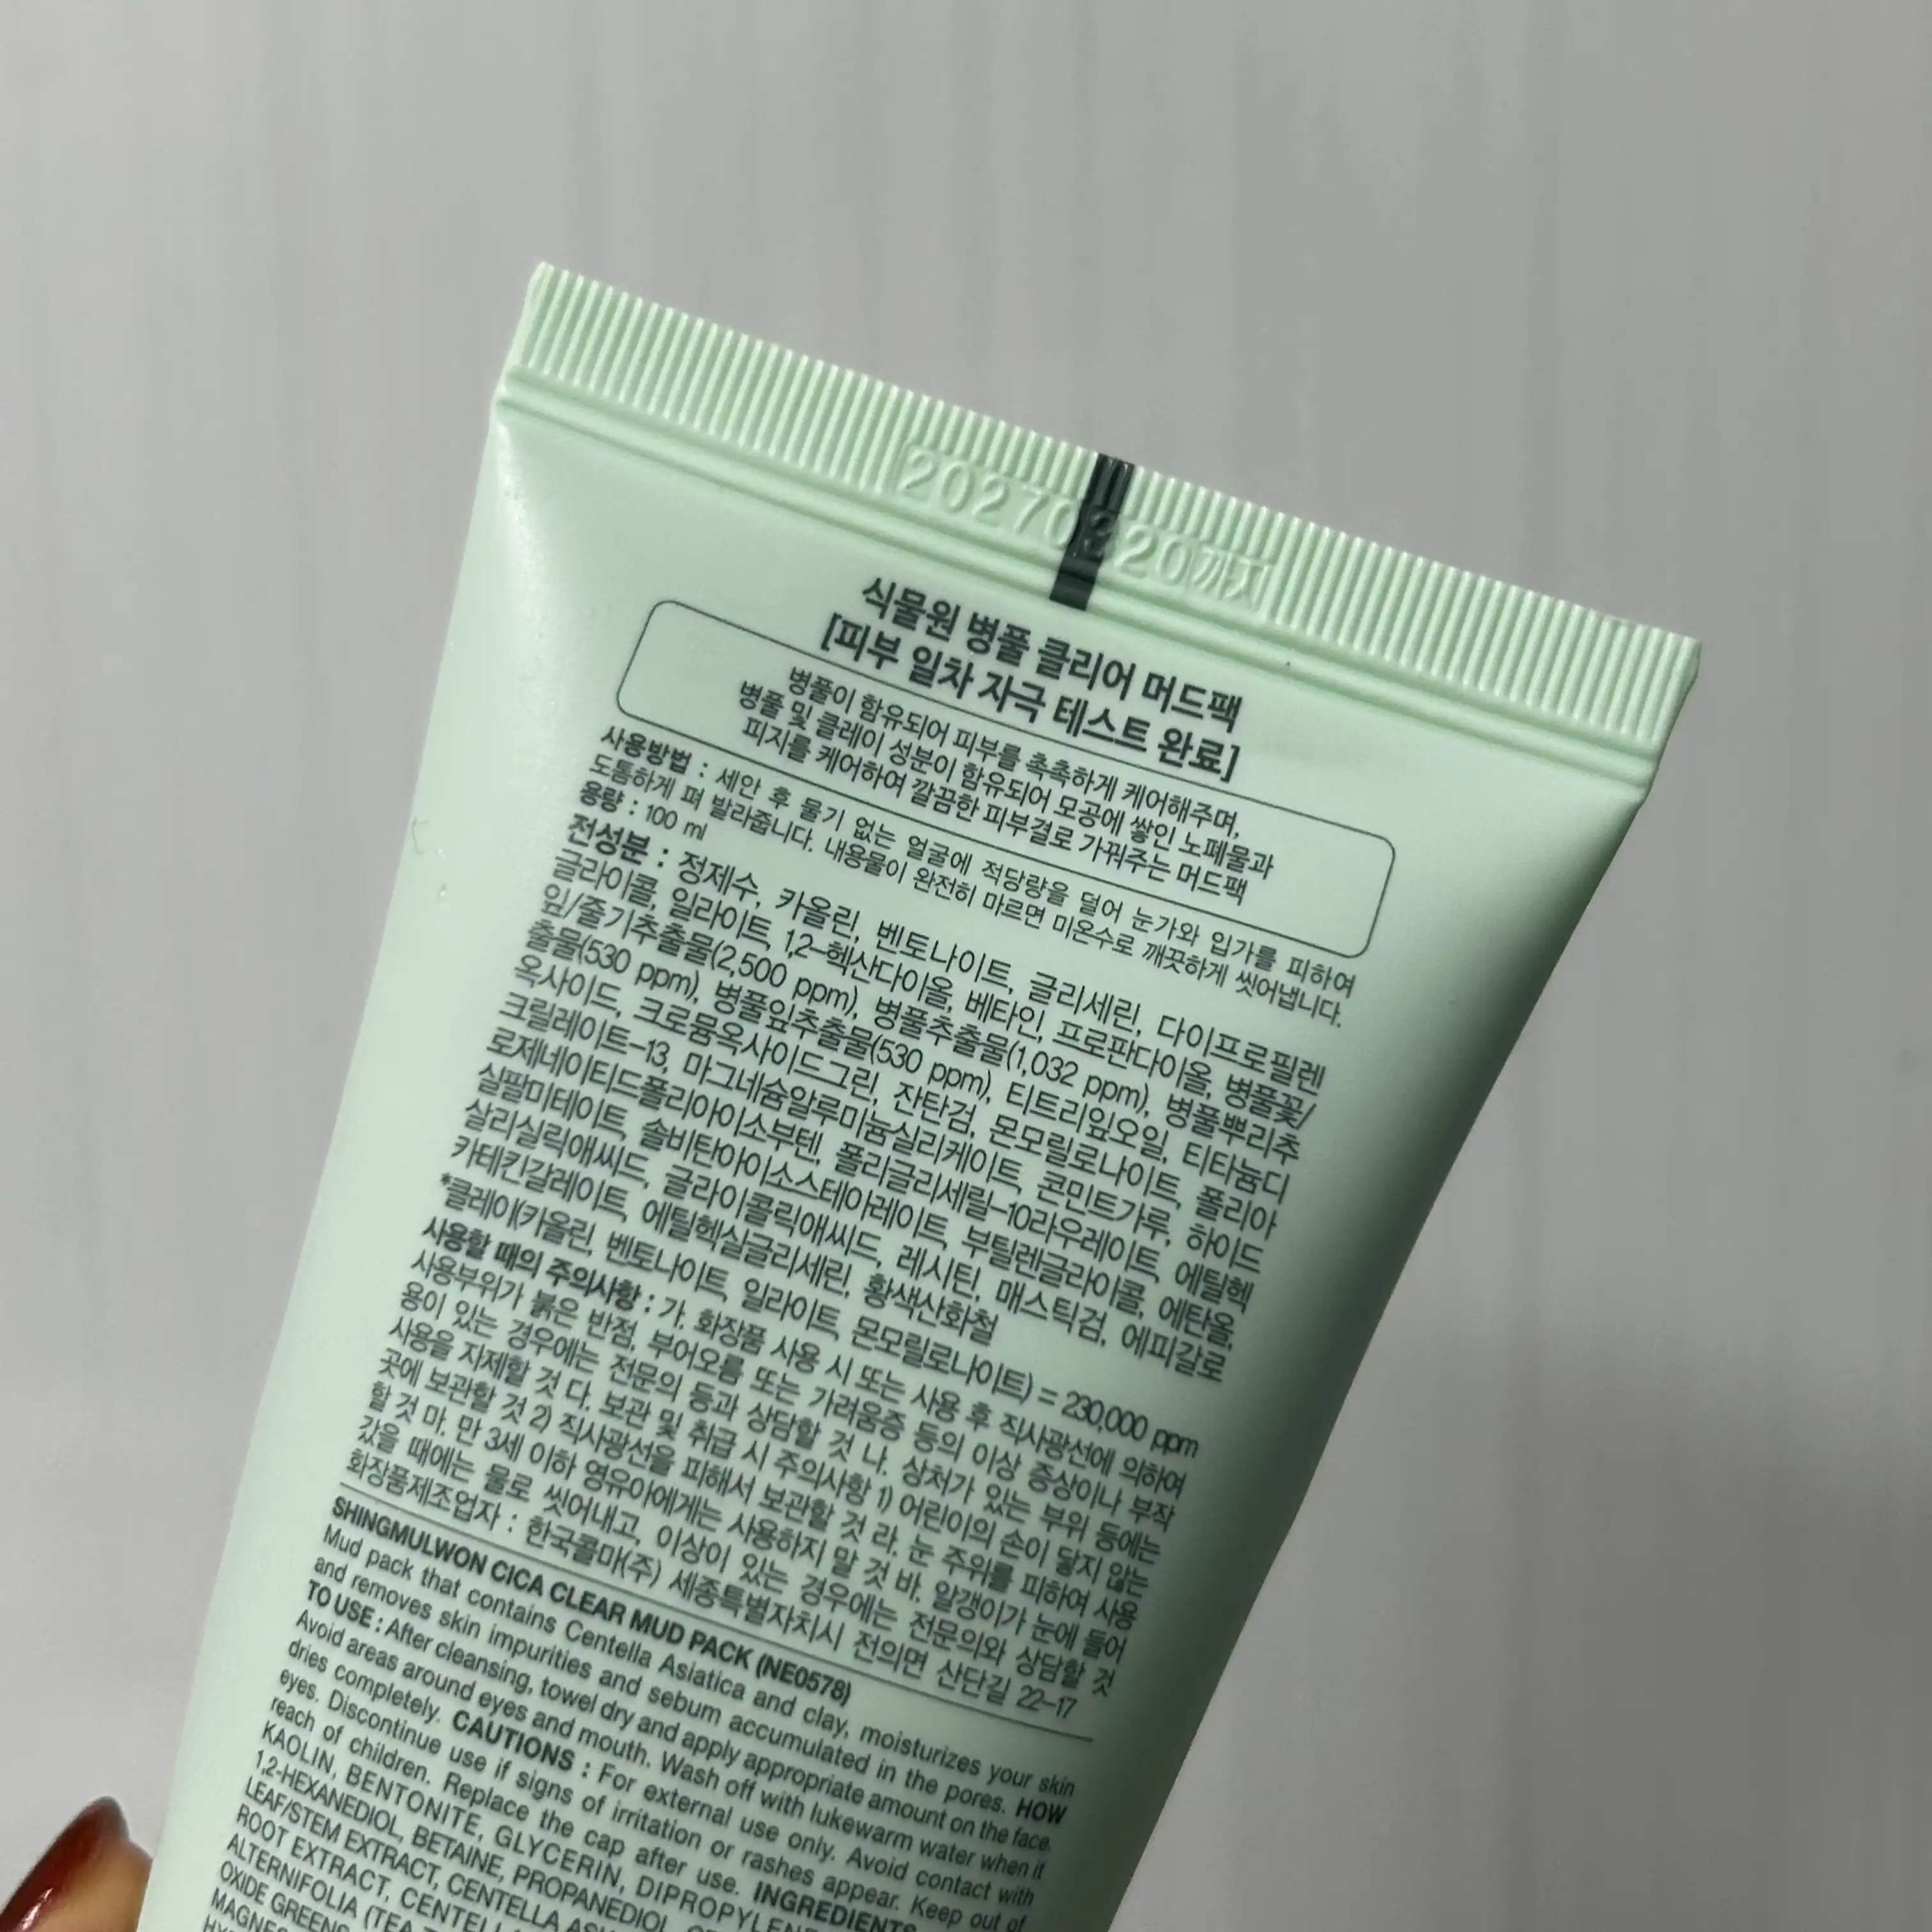 20270220까지
식물원 병풀 클리어 머드팩
[피부 일차 자극 테스트 완료]
병풀이 함유되어 피부를 촉촉하게 케어해주며,
병풀 및 클레이 성분이 함유되어 모공에 쌓인 노폐물과
피지를 케어하여 깔끔한 피부결로 가꿔주는 머드팩
사용방법 : 세안 후 물기 없는 얼굴에 적당량을 덜어 눈가와 입가를 피하여
도톰하게 펴 발라줍니다. 내용물이 완전히 마르면 미온수로 깨끗하게 씻어냅니다.
용량 : 100 ml
전성분 : 정제수, 카올린, 벤토나이트, 글리세린, 다이프로필렌
글라이콜, 일라이트, 1,2-헥산다이올, 베타인, 프로판다이올, 병풀꽃/
잎/줄기추출물(2,500 ppm), 병풀추출물(1,032 ppm), 병풀뿌리추
출물(530 ppm), 병풀잎추출물(530 ppm), 티트리잎오일, 티타늄디
옥사이드, 크로뮴옥사이드그린, 잔탄검, 몬모릴로나이트, 폴리아
크릴레이트-13, 마그네슘알루미늄실리케이트, 콘민트가루, 하이드
로제네이티드폴리아이소부텐, 폴리글리세릴-10라우레이트, 에틸헥
실팔미테이트, 솔비탄아이소스테아레이트, 부틸렌글라이콜, 에탄올,
살리실릭애씨드, 글라이콜릭애씨드, 레시틴, 매스틱검, 에피갈로
카테킨갈레이트, 에틸헥실글리세린, 황색산화철
*클레이(카올린, 벤토나이트, 일라이트, 몬모릴로나이트) = 230,000 ppm
사용할 때의 주의사항 : 가. 화장품 사용 시 또는 사용 후 직사광선에 의하여
사용부위가 붉은 반점, 부어오름 또는 가려움증 등의 이상 증상이나 부작
용이 있는 경우에는 전문의 등과 상담할 것 나. 상처가 있는 부위 등에는
사용을 자제할 것 다. 보관 및 취급 시 주의사항 1) 어린이의 손이 닿지 않는
곳에 보관할 것 2) 직사광선을 피해서 보관할 것 라. 눈 주위를 피하여 사용
할 것 마. 만 3세 이하 영유아에게는 사용하지 말 것 바. 알갱이가 눈에 들어
갔을 때에는 물로 씻어내고, 이상이 있는 경우에는 전문의와 상담할 것
화장품제조업자 : 한국콜마(주) 세종특별자치시 전의면 산단길 22-17
SHINGMULWON CICA CLEAR MUD PACK (NE0578)
Mud pack that contains Centella Asiatica and clay, moisturizes your skin
and removes skin impurities and sebum accumulated in the pores. HOW
TO USE : After cleansing, towel dry and apply appropriate amount on the face.
Avoid areas around eyes and mouth. Wash off with lukewarm water when it
dries completely. CAUTIONS : For external use only. Avoid contact with
eyes. Discontinue use if signs of irritation or rashes appear. Keep out of
reach of children. Replace the cap after use. INGREDIENTS
KAOLIN, BENTONITE, GLYCERIN, DIPROPYLENE
1,2-HEXANEDIOL, BETAINE, PROPANEDIOL,
LEAF/STEM EXTRACT, CENTELLA
ROOT EXTRACT, CENTELLA
ALTERNIFOLIA (TEA
OXIDE GREENS